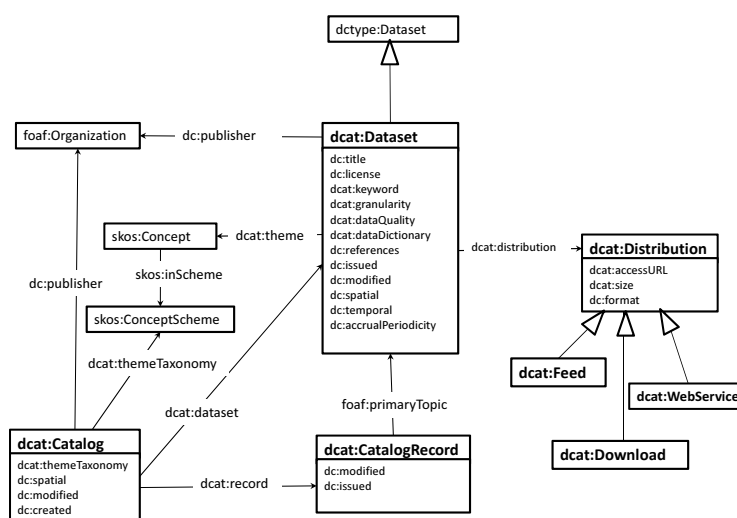 dctype:Dataset
foaf:Organization
dc:publisher
dcat:Dataset
dc:title
dc:license
dcat:keyword
dcat:granularity
dcat:dataQuality
dcat:dataDictionary
dc:references
dc:issued
dc:modified
dc:spatial
dc:temporal
dc:accrualPeriodicity
skos:Concept
dcat:theme
skos:inScheme
dc:publisher
skos:ConceptScheme
dcat:themeTaxonomy
dcat:distribution
dcat:Distribution
dcat:accessURL
dcat:size
dc:format
dcat:Feed
dcat:WebService
dcat:Download
dcat:dataset
foaf:primaryTopic
dcat:Catalog
dcat:themeTaxonomy
dc:spatial
dc:modified
dc:created
dcat:record
dcat:CatalogRecord
dc:modified
dc:issued